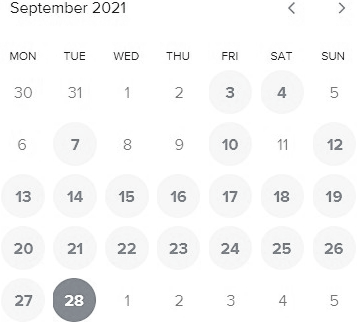 September 2021 < >
MON TUE WED THU FRI SAT SUN
30 31 1 2 3 4 5
6 7 8 9 10 11 12
13 14 15 16 17 18 19
20 21 22 23 24 25 26
27 28 1 2 3 4 5